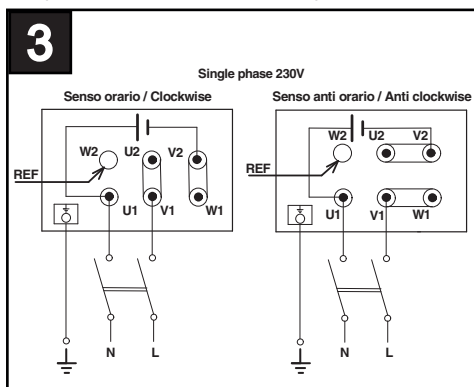 3
Single phase 230V
Senso orario / Clockwise
W2 U2 V2
REF
U1 V1 W1
N L
Senso anti orario / Anti clockwise
W2 U2 V2
REF
U1 V1 W1
N L